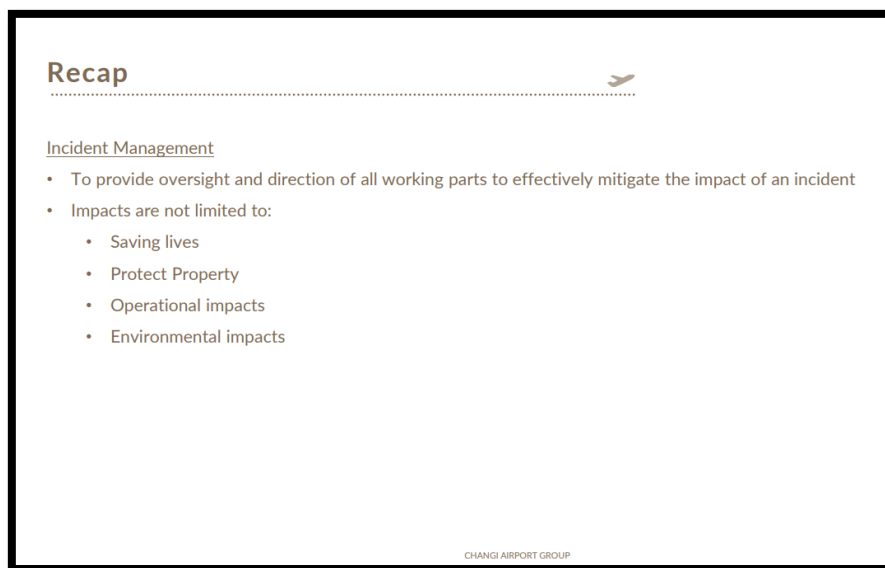 Recap
Incident Management
• To provide oversight and direction of all working parts to effectively mitigate the impact of an incident
• Impacts are not limited to:
• Saving lives
• Protect Property
• Operational impacts
• Environmental impacts
CHANGI AIRPORT GROUP